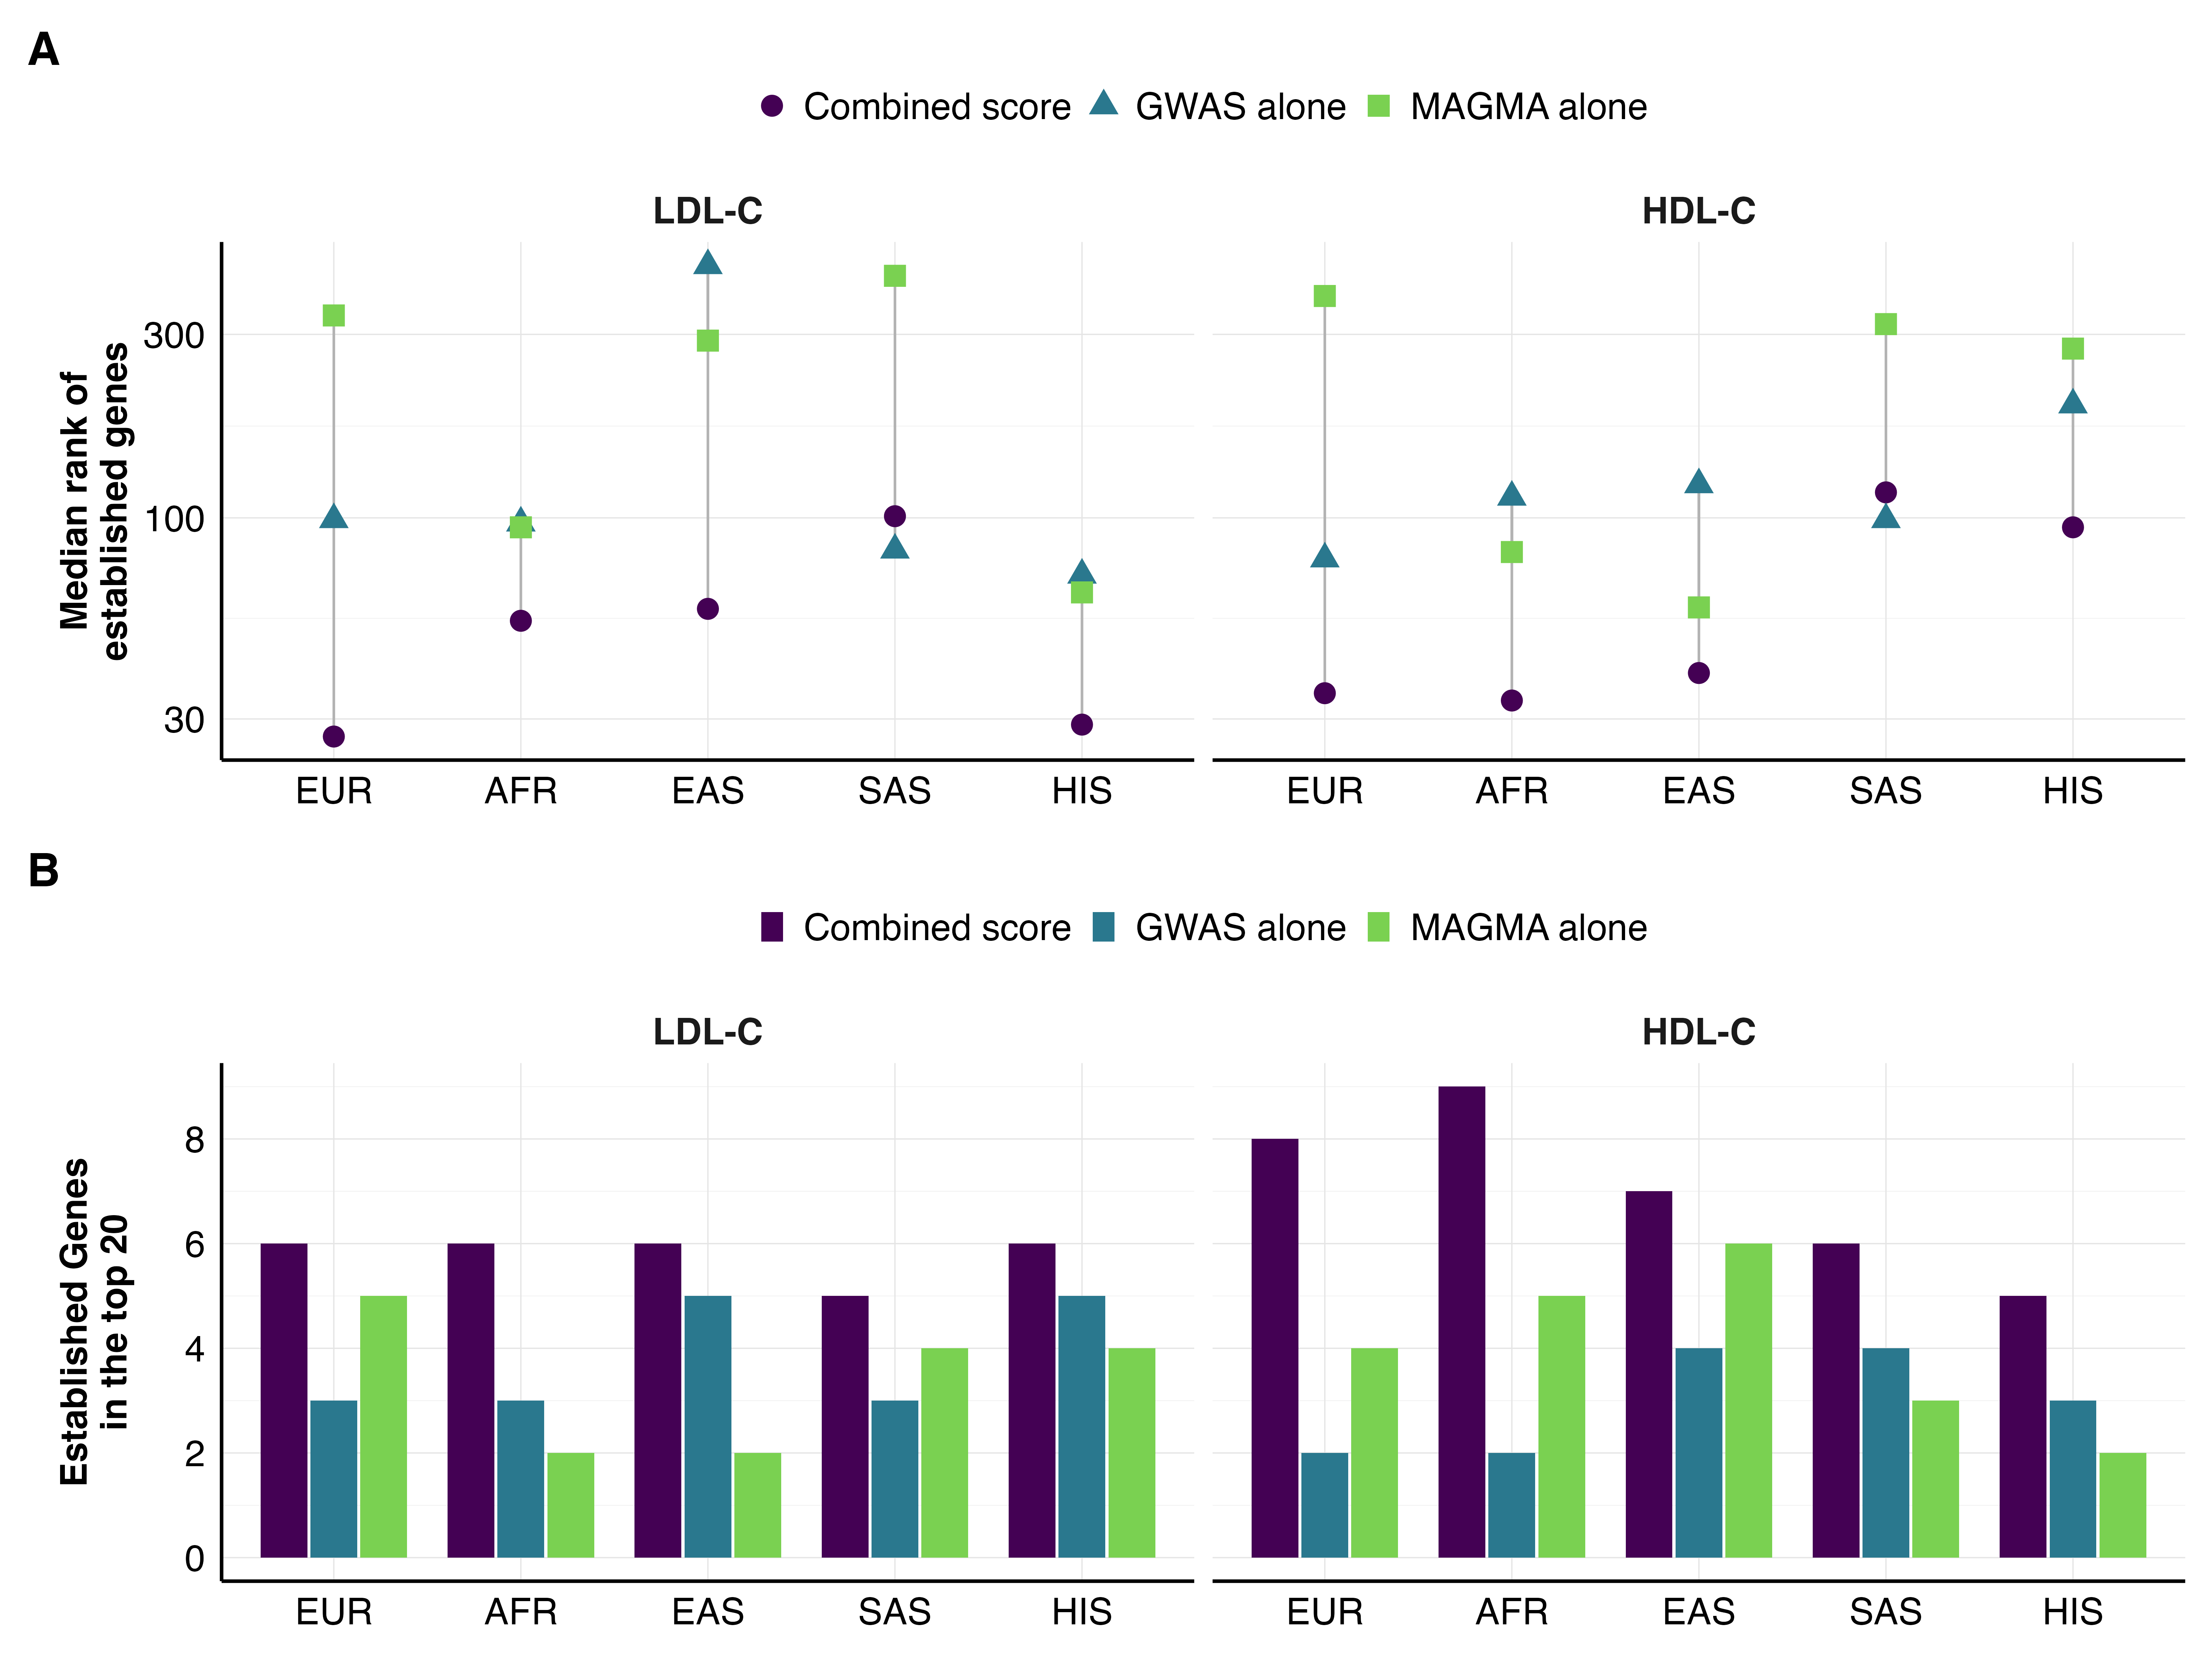 A
Combined score GWAS alone MAGMA alone
LDL-C HDL-C
Median rank of
established genes
300
100
30
EUR AFR EAS SAS HIS EUR AFR EAS SAS HIS
B
Combined score GWAS alone MAGMA alone
LDL-C HDL-C
Established Genes
in the top 20
8
6
4
2
0
EUR AFR EAS SAS HIS EUR AFR EAS SAS HIS